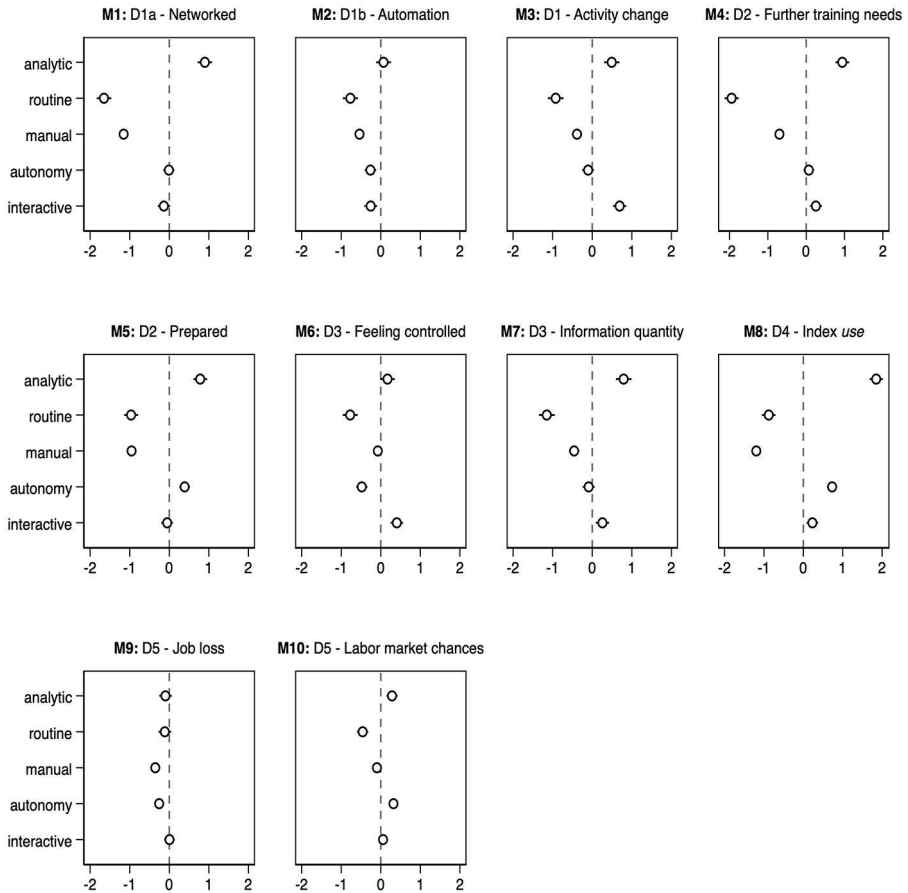 M1: D1a - Networked
M2: D1b - Automation
M3: D1 - Activity change
M4: D2 - Further training needs
analytic
routine
manual
autonomy
interactive
-2 -1 0 1 2
-2 -1 0 1 2
-2 -1 0 1 2
-2 -1 0 1 2
M5: D2 - Prepared
M6: D3 - Feeling controlled
M7: D3 - Information quantity
M8: D4 - Index use
analytic
routine
manual
autonomy
interactive
-2 -1 0 1 2
-2 -1 0 1 2
-2 -1 0 1 2
-2 -1 0 1 2
M9: D5 - Job loss
M10: D5 - Labor market chances
analytic
routine
manual
autonomy
interactive
-2 -1 0 1 2
-2 -1 0 1 2